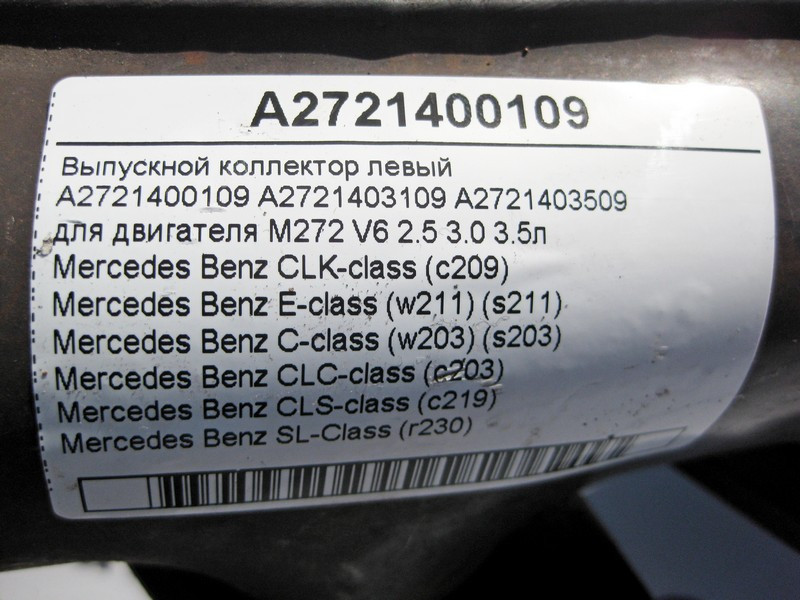 A2721400109
Выпускной коллектор левый
A2721400109 A2721403109 A2721403509
для двигателя M272 V6 2.5 3.0 3.5л
Mercedes Benz CLK-class (c209)
Mercedes Benz E-class (w211) (s211)
Mercedes Benz C-class (w203) (s203)
Mercedes Benz CLC-class (c203)
Mercedes Benz CLS-class (c219)
Mercedes Benz SL-Class (r230)